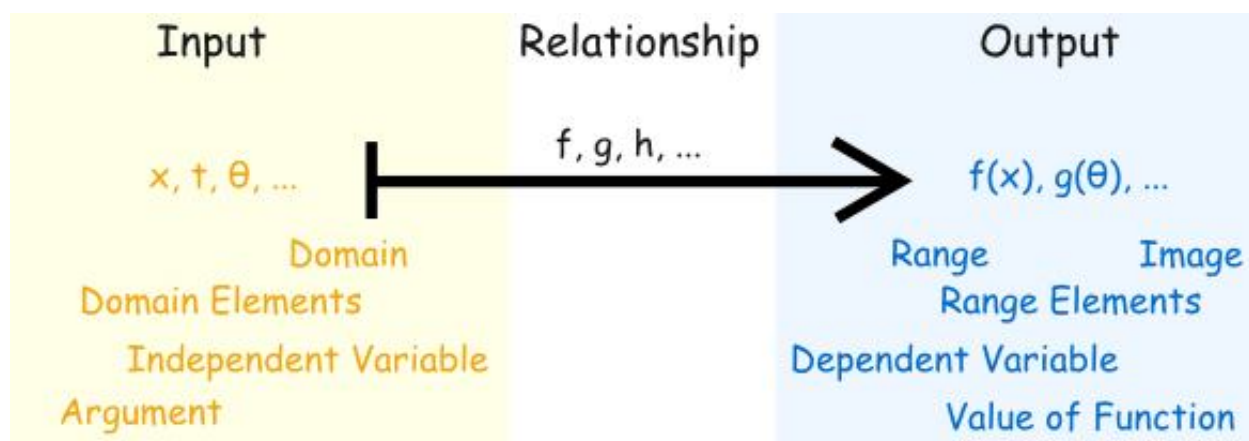 Input Relationship Output
f, g, h, ...
x, t, θ, ... f(x), g(θ), ...
Domain Range Image
Domain Elements Range Elements
Independent Variable Dependent Variable
Argument Value of Function